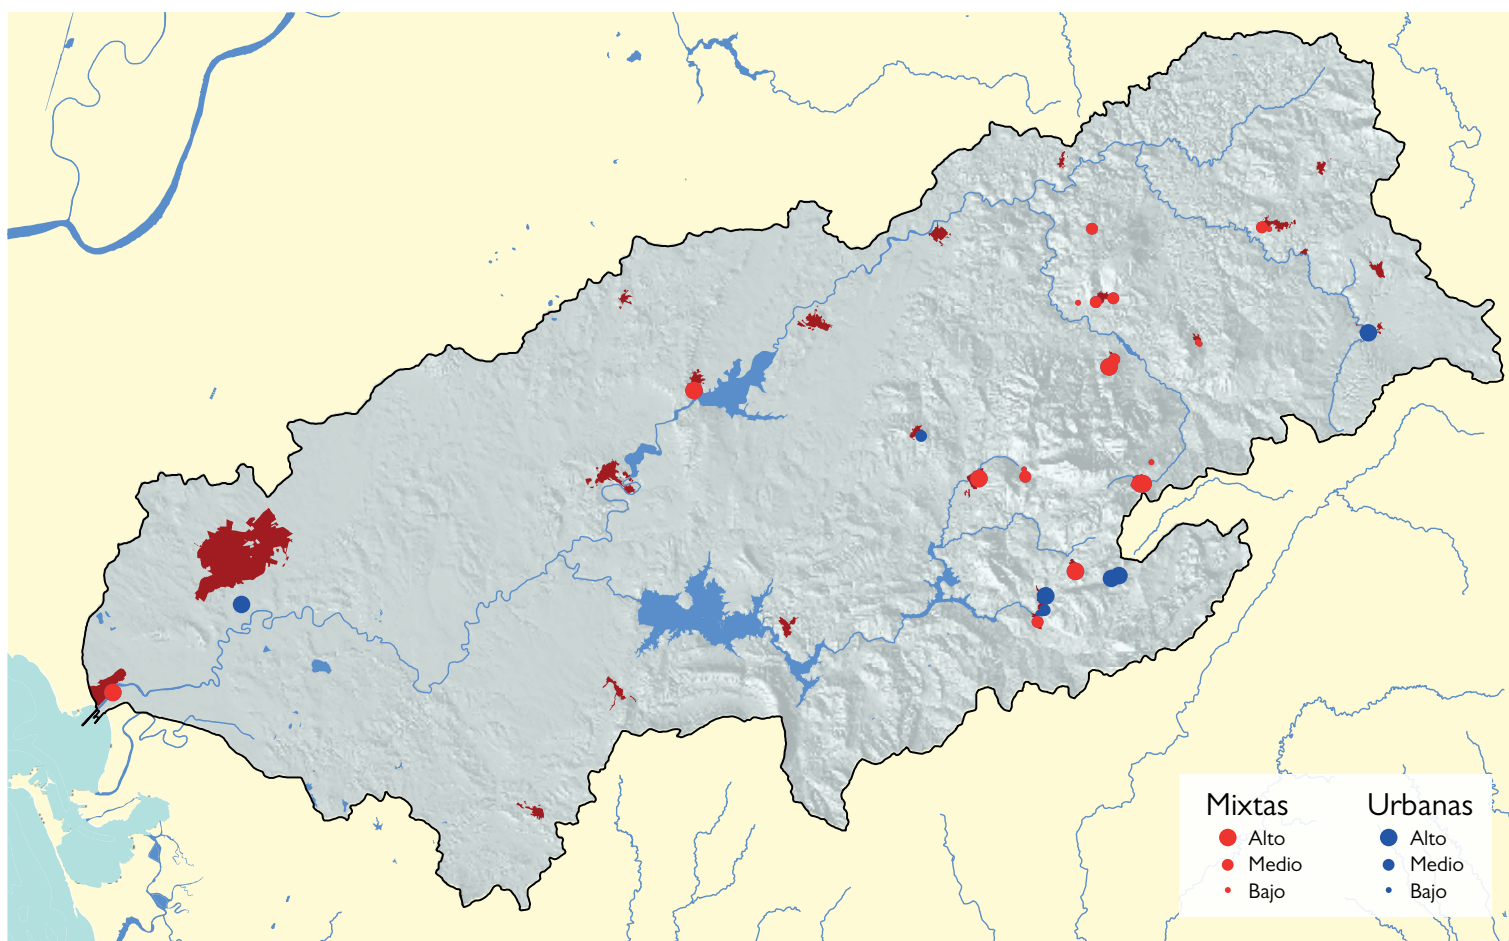 Mixtas
Alto
Medio
Bajo
Urbanas
Alto
Medio
Bajo